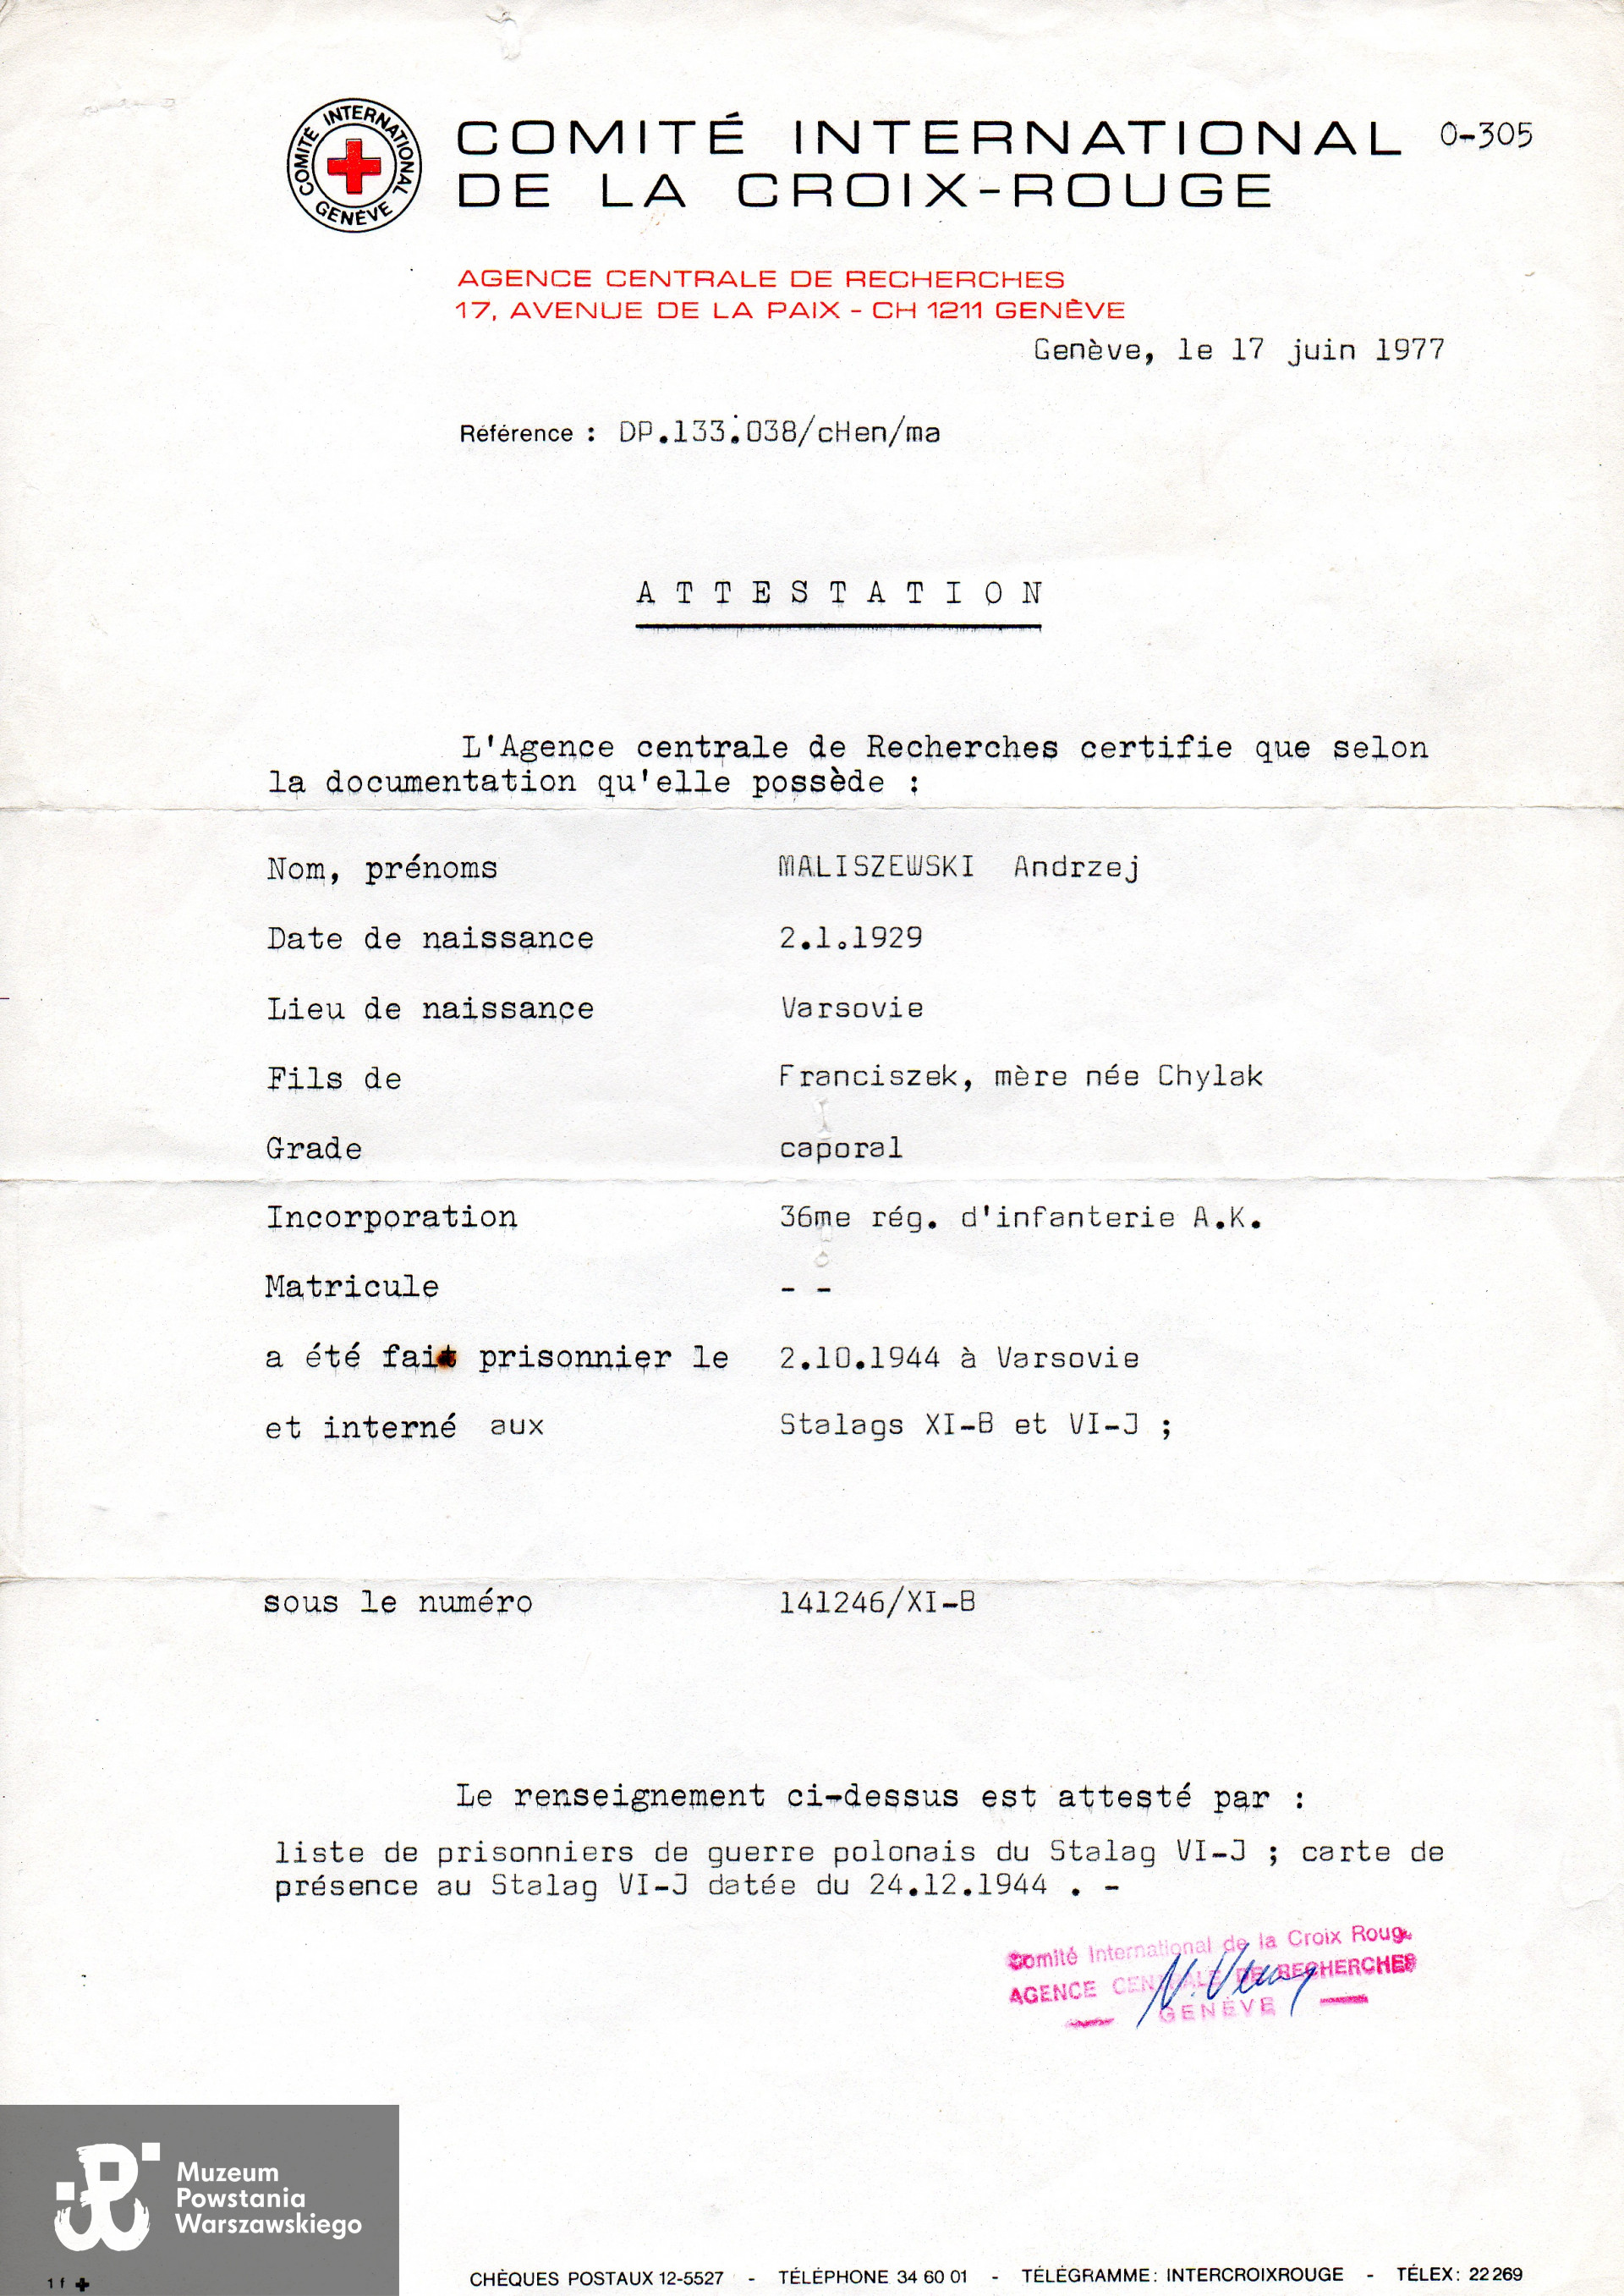 COMITÉ INTERNATIONAL GENÈVE
COMITÉ INTERNATIONAL
DE LA CROIX-ROUGE
0-305
AGENCE CENTRALE DE RECHERCHES
17, AVENUE DE LA PAIX - CH 1211 GENÈVE
Genève, le 17 juin 1977
Référence : DP.133.038/cHen/ma
ATTESTATION
L'Agence centrale de Recherches certifie que selon
la documentation qu'elle possède :
Nom, prénoms MALISZEWSKI Andrzej
Date de naissance 2.1.1929
Lieu de naissance Varsovie
Fils de Franciszek, mère née Chylak
Grade caporal
Incorporation 36me rég. d'infanterie A.K.
Matricule - -
a été fait prisonnier le 2.10.1944 à Varsovie
et interné aux Stalags XI-B et VI-J ;
sous le numéro 141246/XI-B
Le renseignement ci-dessus est attesté par :
liste de prisonniers de guerre polonais du Stalag VI-J ; carte de
présence au Stalag VI-J datée du 24.12.1944 . -
Comité International de la Croix Roug
AGENCE CENTRALE DE RECHERCHES
GENÈVE
Muzeum
Powstania
Warszawskiego
1 f
CHÈQUES POSTAUX 12-5527 - TÉLÉPHONE 34 60 01 - TÉLÉGRAMME: INTERCROIXROUGE - TÉLEX: 22 269